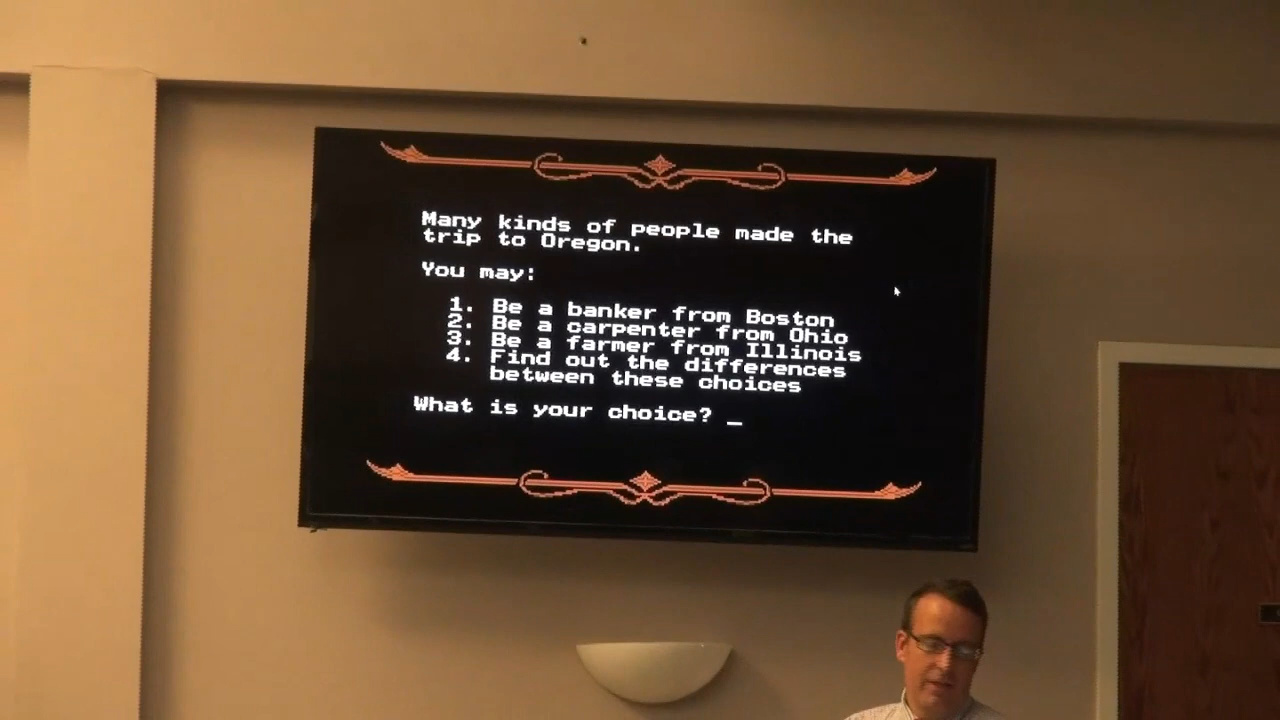 Many kinds of people made the
trip to Oregon.
You may:
1. Be a banker from Boston
2. Be a carpenter from Ohio
3. Be a farmer from Illinois
4. Find out the differences
between these choices
What is your choice? _